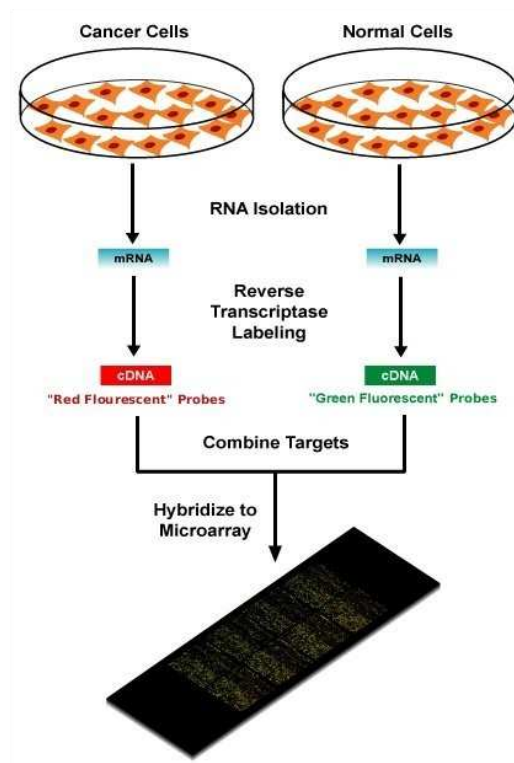 Cancer Cells
Normal Cells
RNA Isolation
mRNA
mRNA
Reverse
Transcriptase
Labeling
cDNA
cDNA
"Red Flourescent" Probes
"Green Fluorescent" Probes
Combine Targets
Hybridize to
Microarray